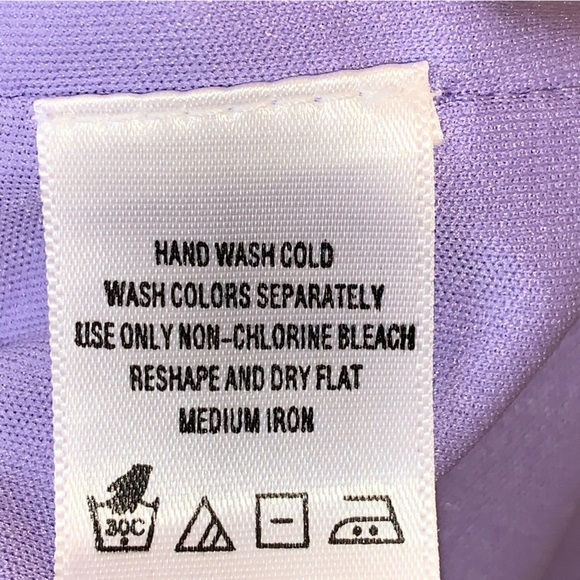 HAND WASH COLD
WASH COLORS SEPARATELY
USE ONLY NON-CHLORINE BLEACH
RESHAPE AND DRY FLAT
MEDIUM IRON
30C